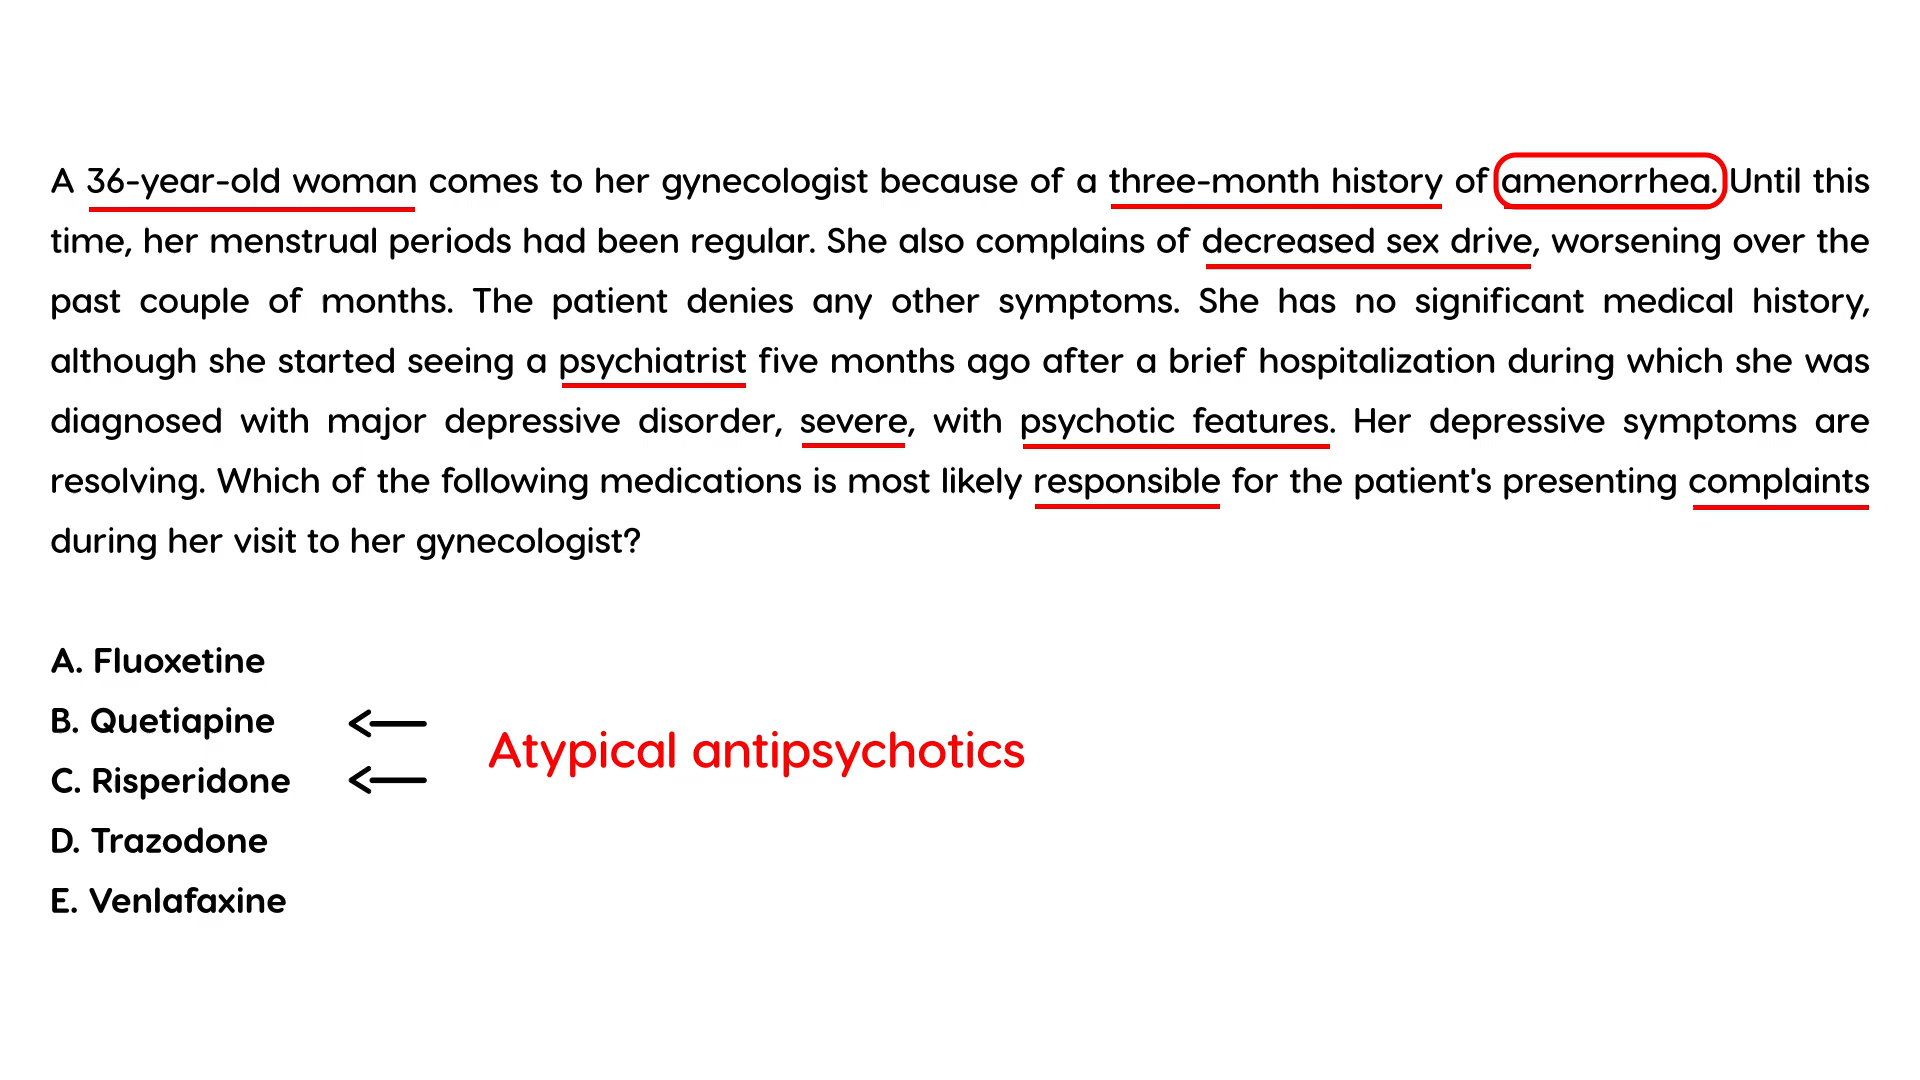 A 36-year-old woman comes to her gynecologist because of a three-month history of amenorrhea. Until this
time, her menstrual periods had been regular. She also complains of decreased sex drive, worsening over the
past couple of months. The patient denies any other symptoms. She has no significant medical history,
although she started seeing a psychiatrist five months ago after a brief hospitalization during which she was
diagnosed with major depressive disorder, severe, with psychotic features. Her depressive symptoms are
resolving. Which of the following medications is most likely responsible for the patient's presenting complaints
during her visit to her gynecologist?
A. Fluoxetine
B. Quetiapine
Atypical antipsychotics
C. Risperidone
D. Trazodone
E. Venlafaxine